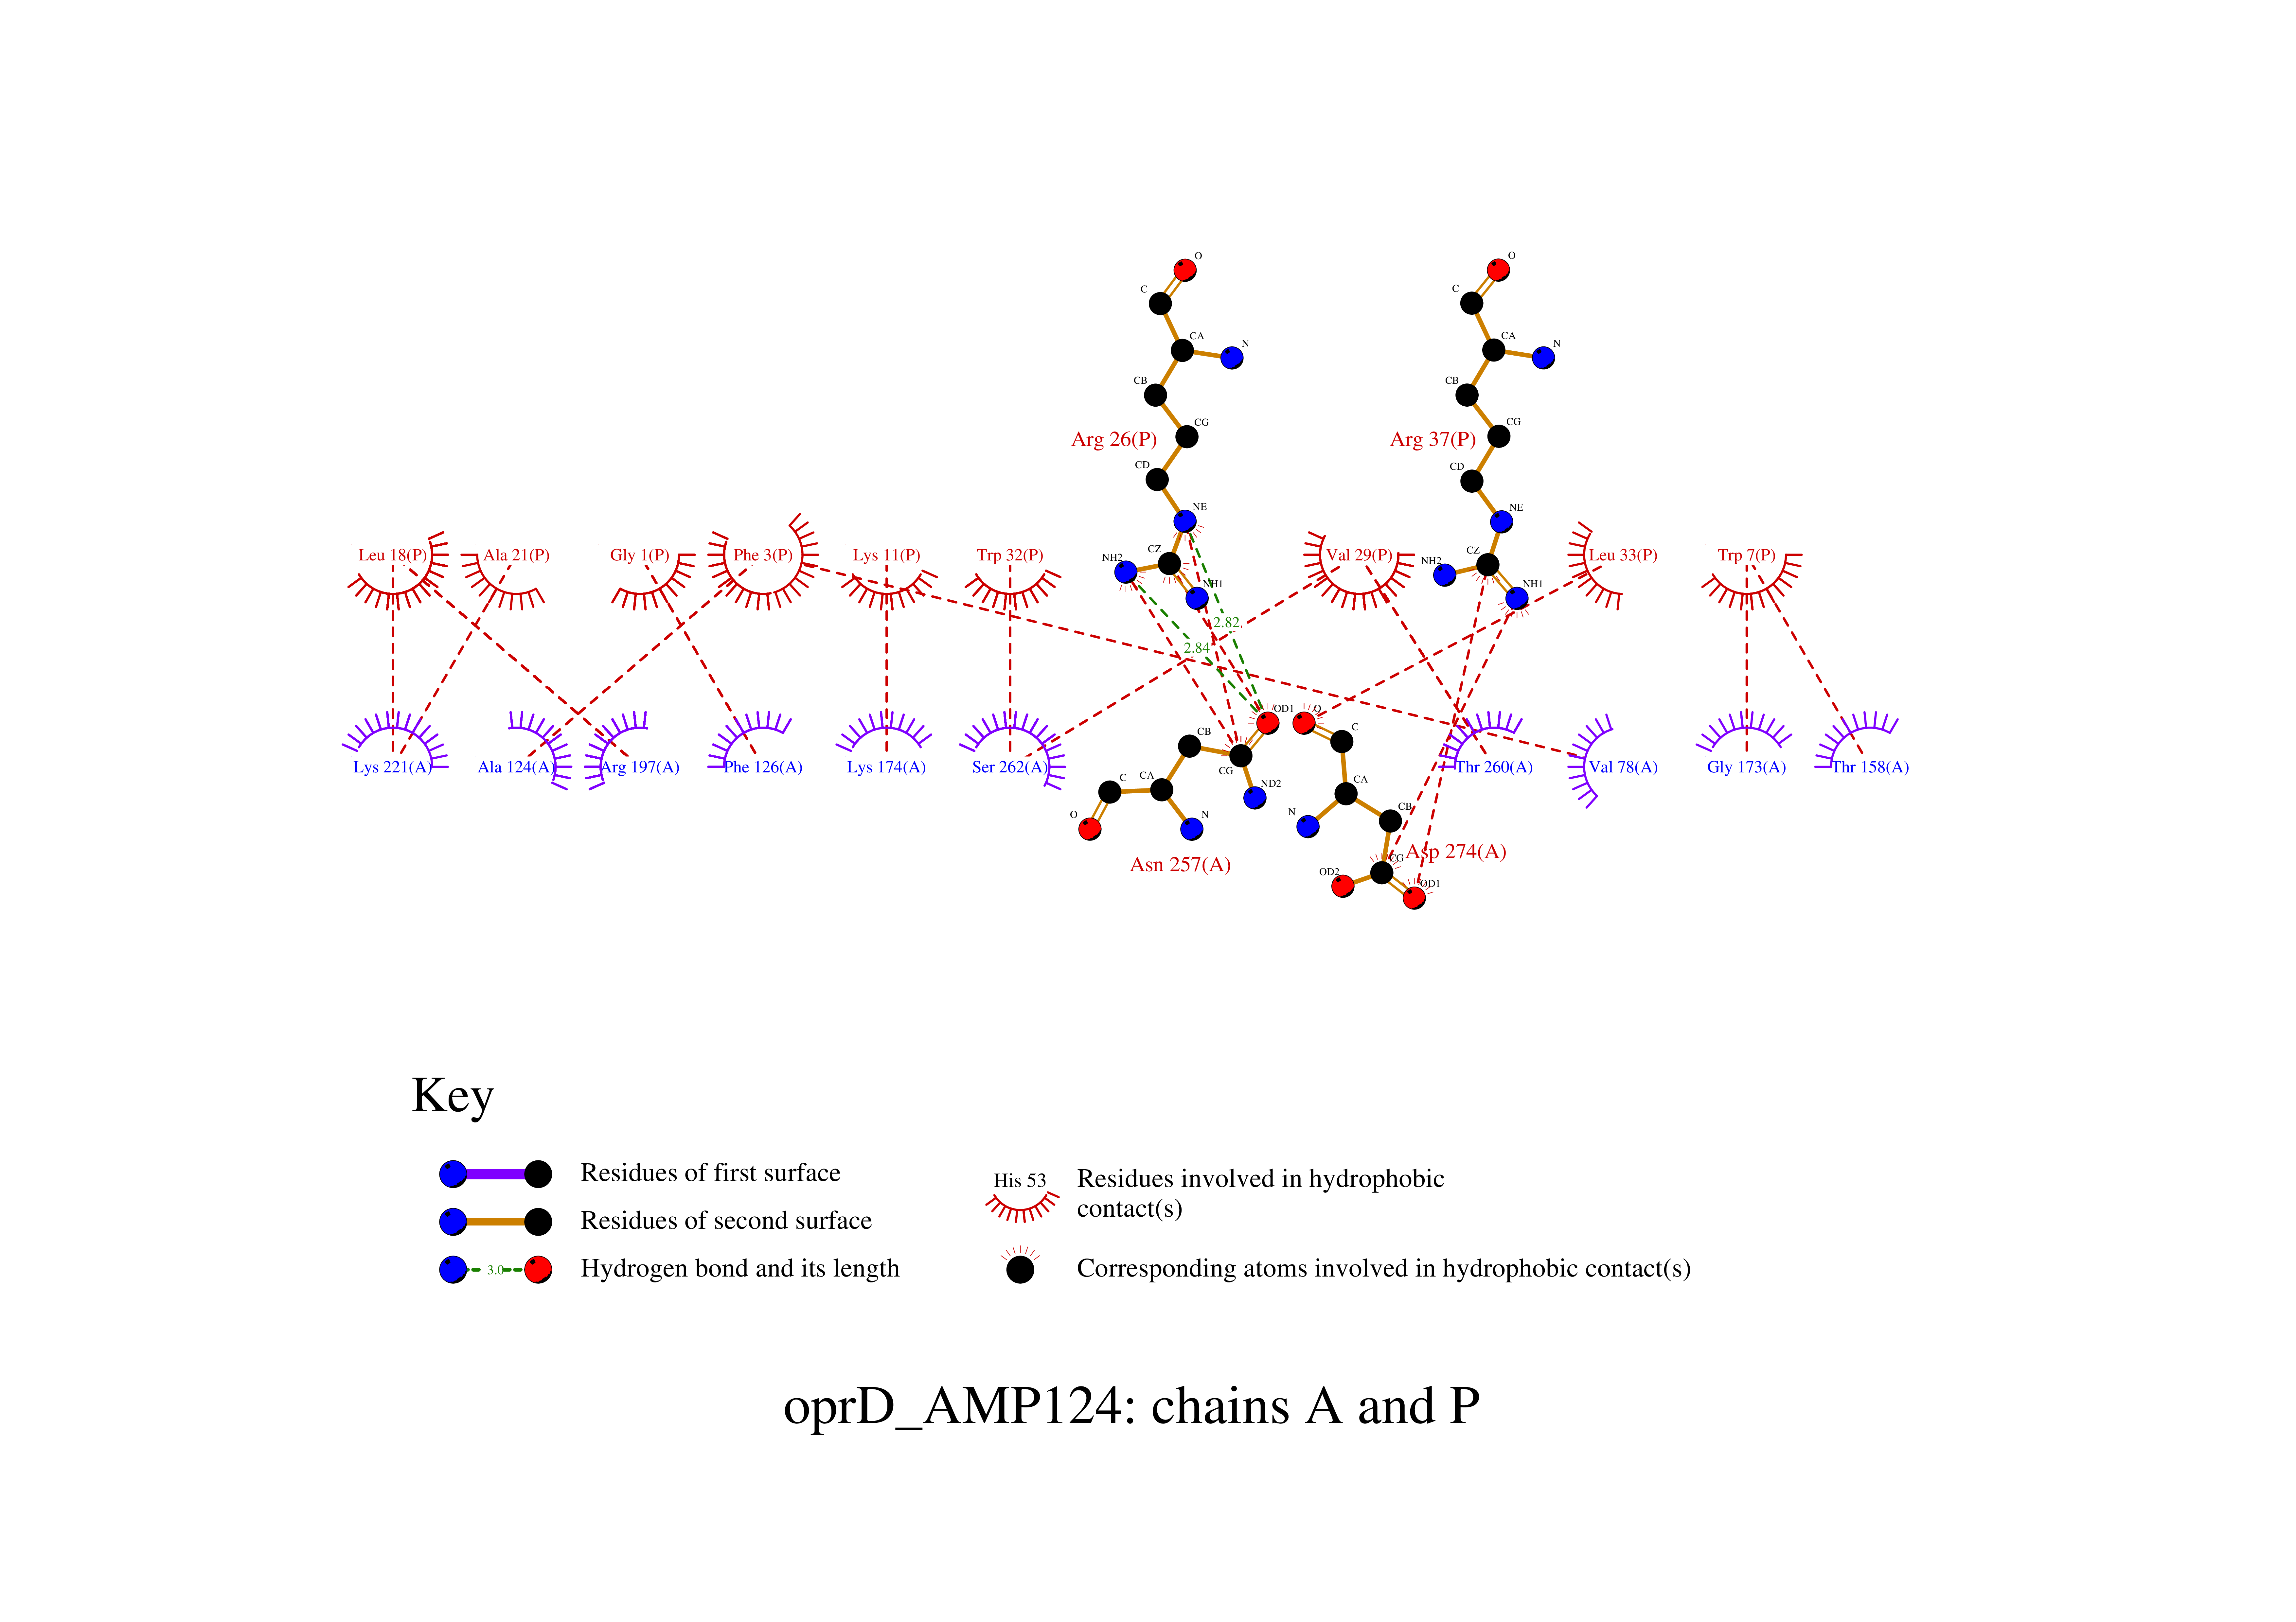 O O
C C
CA N CA N
CB CB
CG CG
Arg 26(P) Arg 37(P)
CD CD
NE NE
Leu 18(P) Ala 21(P) Gly 1(P) Phe 3(P) Lys 11(P) Trp 32(P) NH2 CZ NH1 Val 29(P) NH2 CZ NH1 Leu 33(P) Trp 7(P)
2.82
2.84
OD1 O
CB C
Lys 221(A) Ala 124(A) Arg 197(A) Phe 126(A) Lys 174(A) Ser 262(A) CG Thr 260(A) Val 78(A) Gly 173(A) Thr 158(A)
C CA ND2 CA
O N N CB
Asn 257(A) CG Asp 274(A)
OD2 OD1
Key
Residues of first surface
Residues of second surface
3.0 Hydrogen bond and its length
His 53 Residues involved in hydrophobic
contact(s)
Corresponding atoms involved in hydrophobic contact(s)
oprD_AMP124: chains A and P